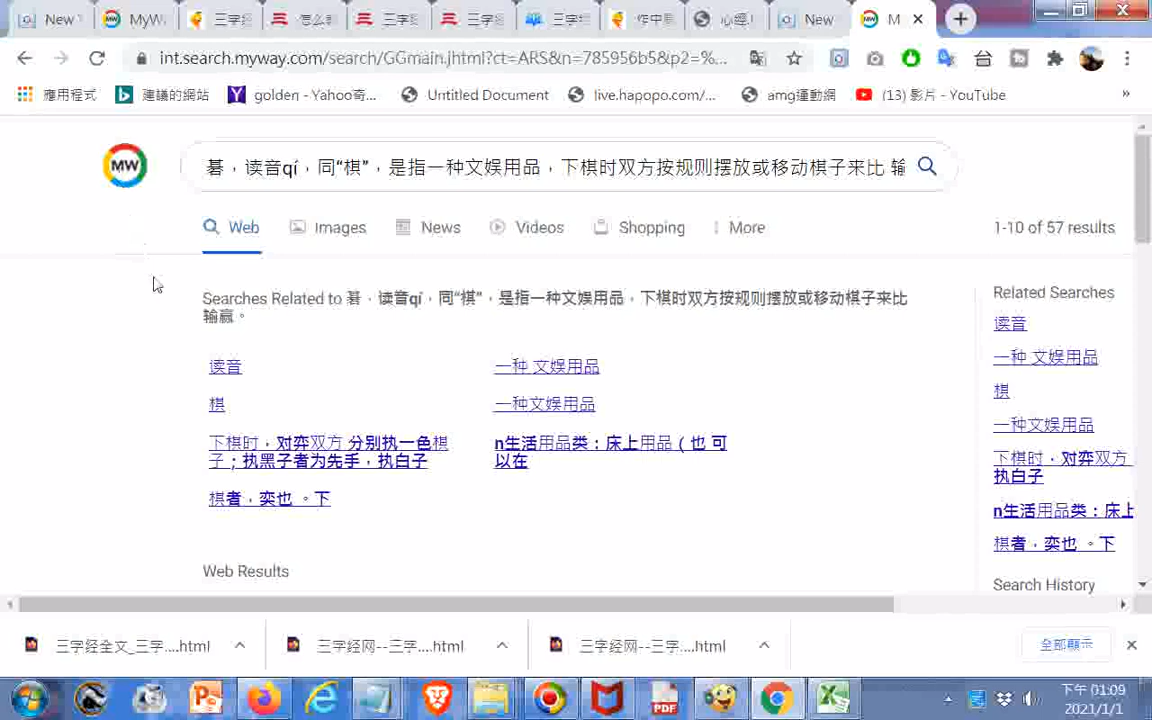 New
MyW
三字經
怎么
三字
三字
三字
作中
心經
New
M
int.search.myway.com/search/GGmain.jhtml?ct=ARS&n=785956b5&p2=%...
應用程式
建議的網站
golden - Yahoo奇...
Untitled Document
live.hapopo.com/...
amg運動網
(13) 影片 - YouTube
»
MW
碁，读音qí，同“棋”，是指一种文娱用品，下棋时双方按规则摆放或移动棋子来比 输
Web
Images
News
Videos
Shopping
More
1-10 of 57 results
Searches Related to 碁，读音qí，同“棋”，是指一种文娱用品，下棋时双方按规则摆放或移动棋子来比
输赢。
读音
一种 文娱用品
棋
一种文娱用品
下棋时，对弈双方 分别执一色棋
子；执黑子者为先手，执白子
n生活用品类：床上用品（也 可
以在
棋者，奕也 。下
Web Results
Related Searches
读音
一种 文娱用品
棋
一种文娱用品
下棋时，对弈双方
执白子
n生活用品类：床上
棋者，奕也 。下
Search History
三字经全文_三字....html
三字经网--三字....html
三字经网--三字....html
全部顯示
下午 01:09
2021/1/1